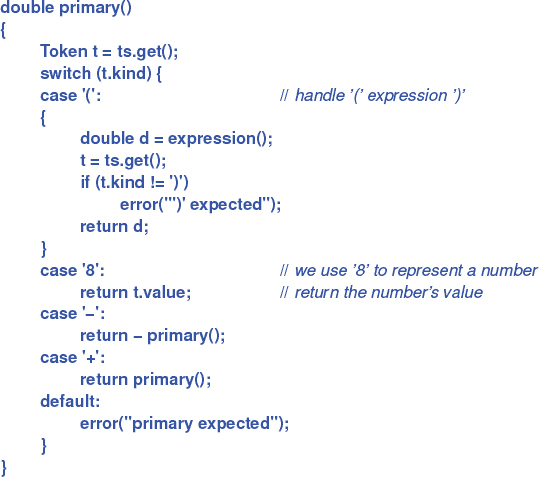 double primary()
{
Token t = ts.get();
switch (t.kind) {
case '(': // handle ’(’ expression ’)’
{
double d = expression();
t = ts.get();
if (t.kind != ')')
error("')' expected");
return d;
}
case '8': // we use ’8’ to represent a number
return t.value; // return the number’s value
case '–':
return – primary();
case '+':
return primary();
default:
error("primary expected");
}
}